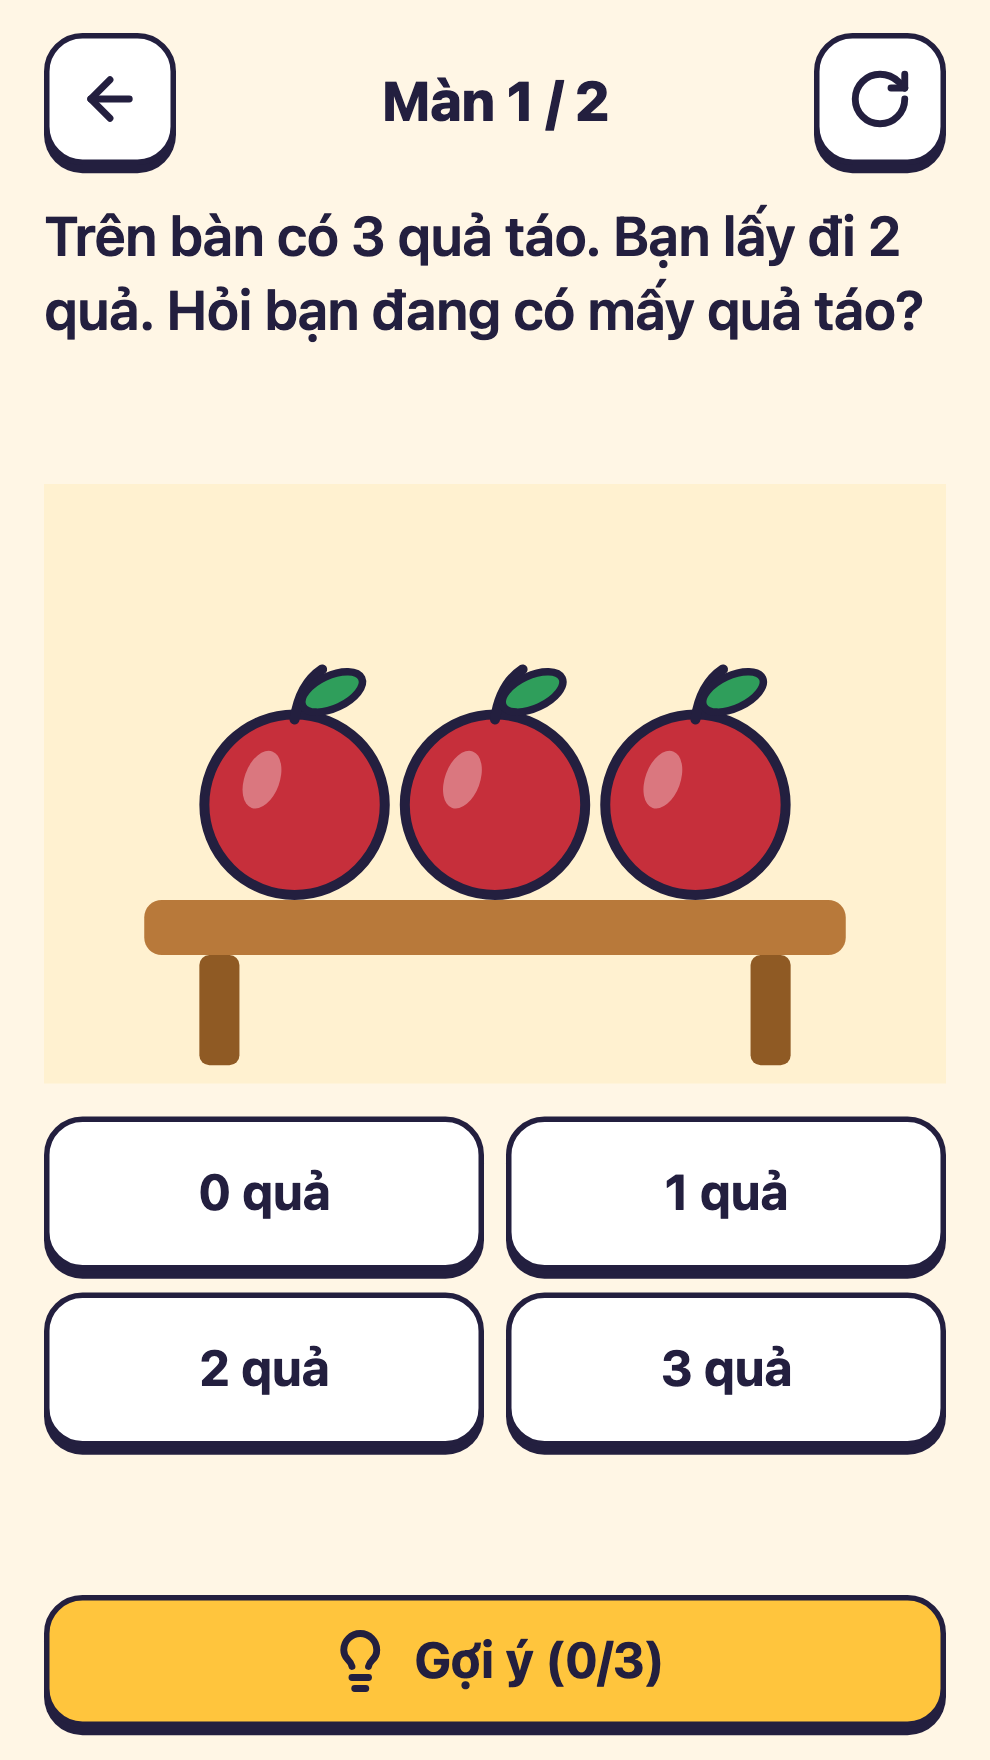 Màn 1 / 2
Trên bàn có 3 quả táo. Bạn lấy đi 2
quả. Hỏi bạn đang có mấy quả táo?
0 quả
1 quả
2 quả
3 quả
Gợi ý (0/3)